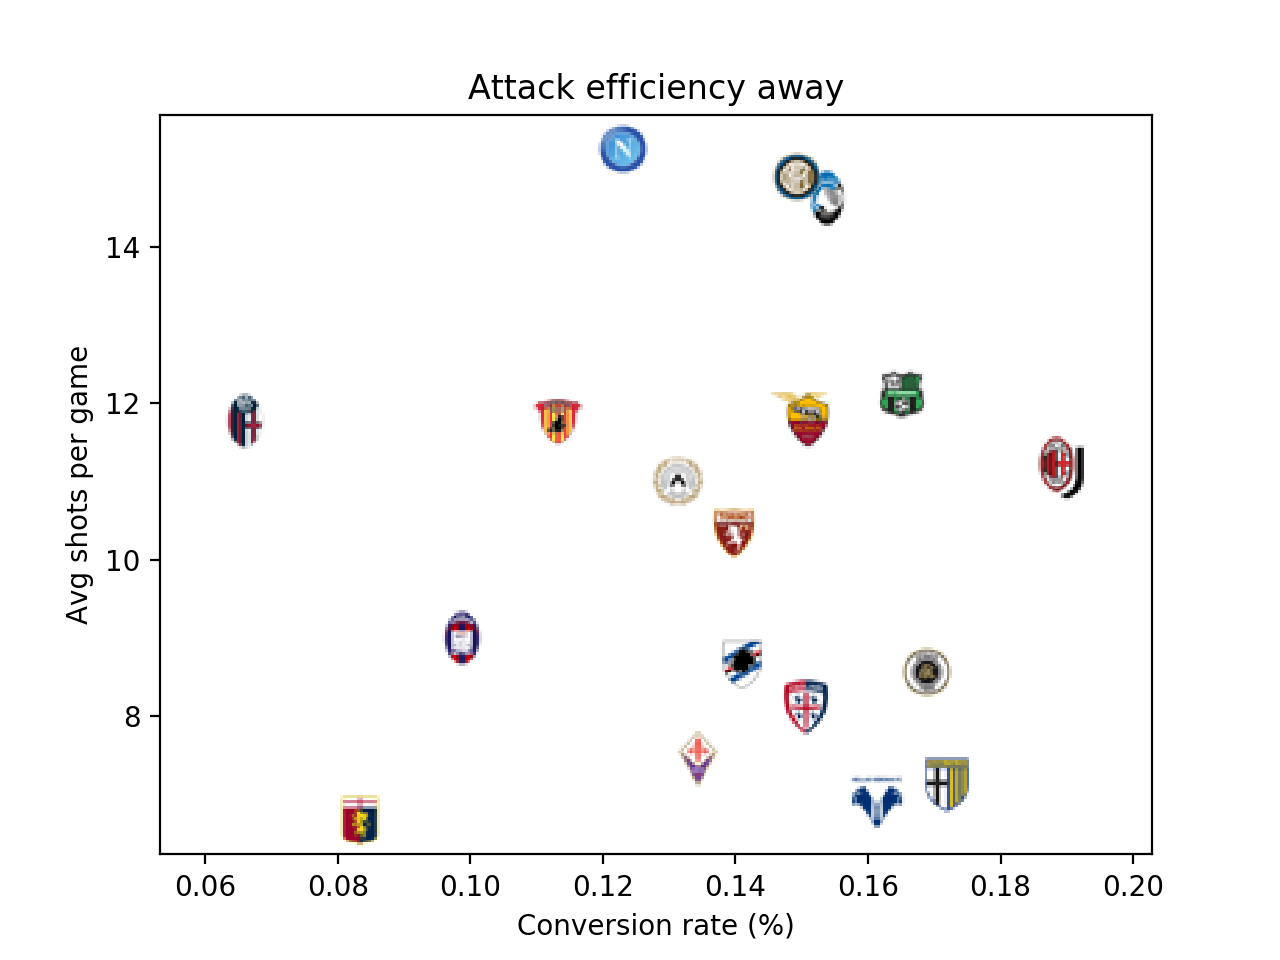 Attack efficiency away
Avg shots per game
14
12
10
8
N
0.06 0.08 0.10 0.12 0.14 0.16 0.18 0.20
Conversion rate (%)